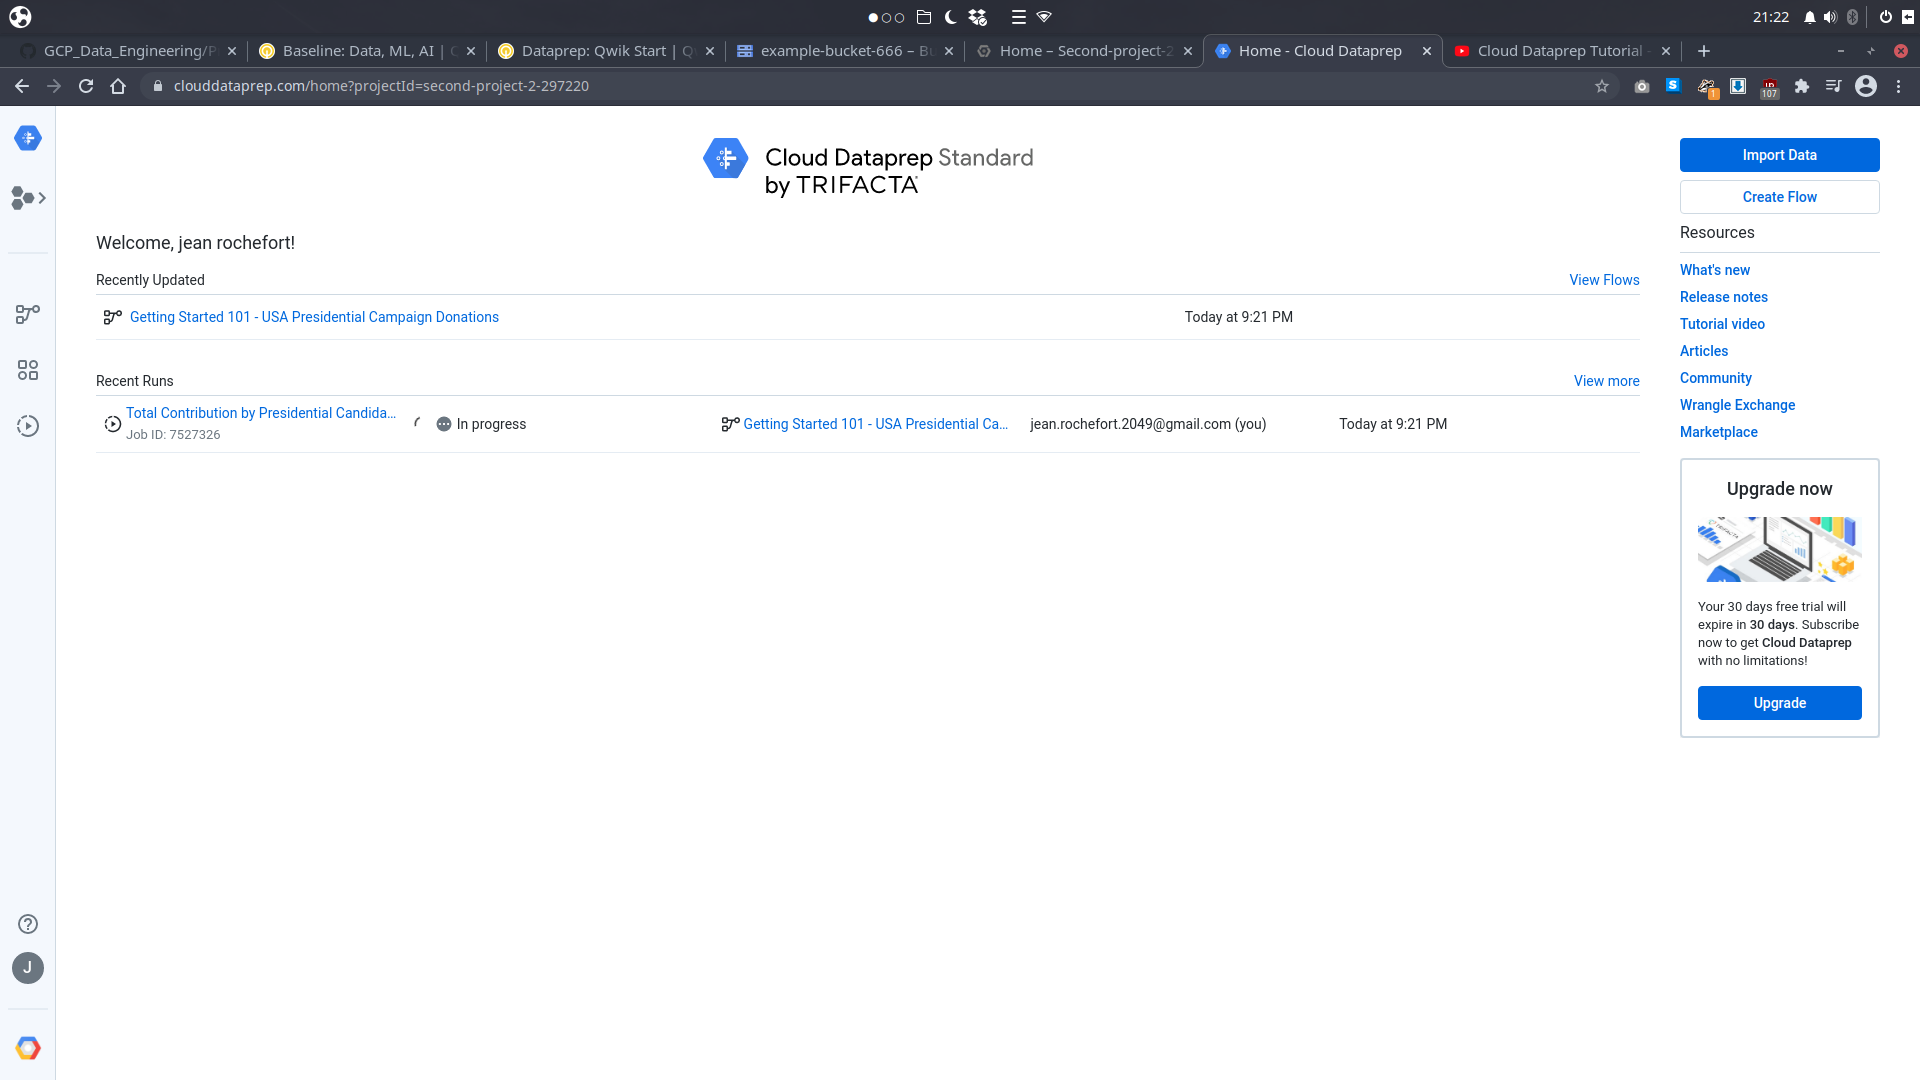 21:22
GCP_Data_Engineering/P
Baseline: Data, ML, AI |
Dataprep: Qwik Start |
example-bucket-666 –
Home – Second-project-2
Home - Cloud Dataprep
Cloud Dataprep Tutorial
clouddataprep.com/home?projectId=second-project-2-297220
S
1
107
Cloud Dataprep Standard
by TRIFACTA
Import Data
Create Flow
Welcome, jean rochefort!
Recently Updated
View Flows
Getting Started 101 - USA Presidential Campaign Donations
Today at 9:21 PM
Recent Runs
View more
Total Contribution by Presidential Candida...
Job ID: 7527326
In progress
Getting Started 101 - USA Presidential Ca...
jean.rochefort.2049@gmail.com (you)
Today at 9:21 PM
Resources
What's new
Release notes
Tutorial video
Articles
Community
Wrangle Exchange
Marketplace
Upgrade now
TRIFACTA
Your 30 days free trial will
expire in 30 days. Subscribe
now to get Cloud Dataprep
with no limitations!
Upgrade
J